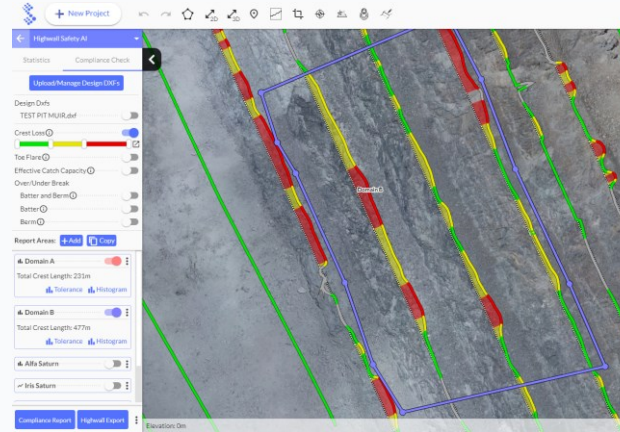 + New Project
2D
3D
Highwall Safety AI
Statistics
Compliance Check
Upload/Manage Design DXFs
Design Dxfs
TEST PIT MUIR.dxf
Crest Loss
Toe Flare
Effective Catch Capacity
Over/Under Break
Batter and Berm
Batter
Berm
Report Areas: +Add Copy
Domain A
Total Crest Length: 231m
Tolerance Histogram
Domain B
Total Crest Length: 477m
Tolerance Histogram
Alfa Saturn
Iris Saturn
Compliance Report Highwall Export
Elevation: 0m
Domain B